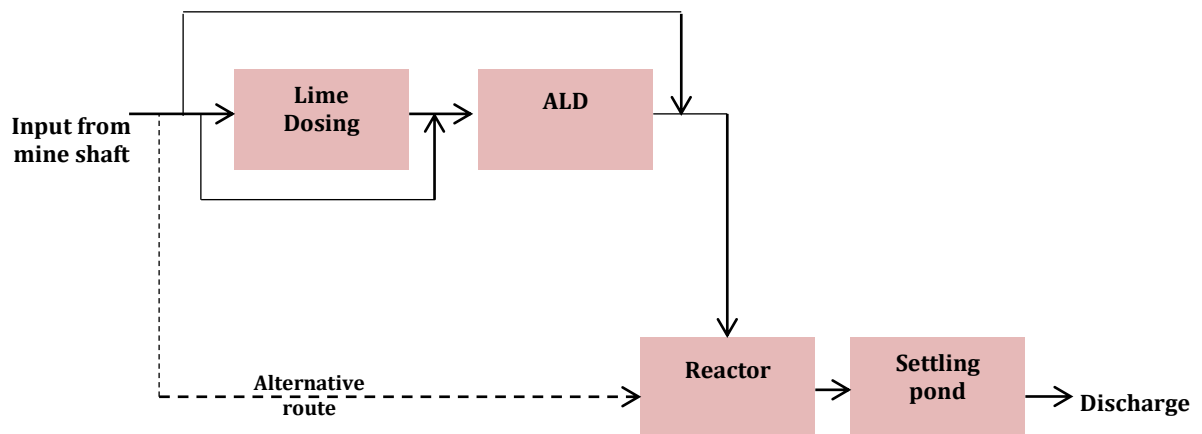 Input from
mine shaft
Lime
Dosing
ALD
Alternative
route
Reactor
Settling
pond
Discharge